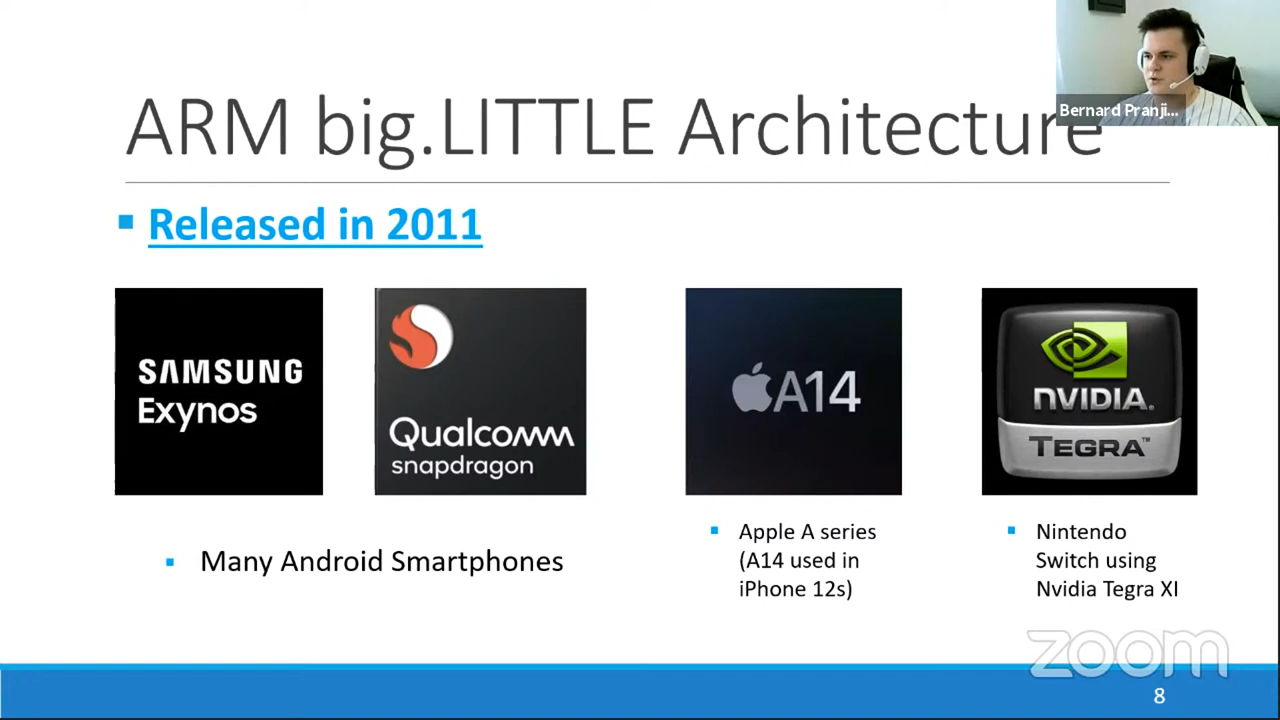 ARM big.LITTLE Architecture
Bernard Pranji...
▪ Released in 2011
SAMSUNG
Exynos
Qualcomm
snapdragon
A14
NVIDIA.
TEGRA™
▪ Many Android Smartphones
▪ Apple A series
(A14 used in
iPhone 12s)
▪ Nintendo
Switch using
Nvidia Tegra XI
zoom
8